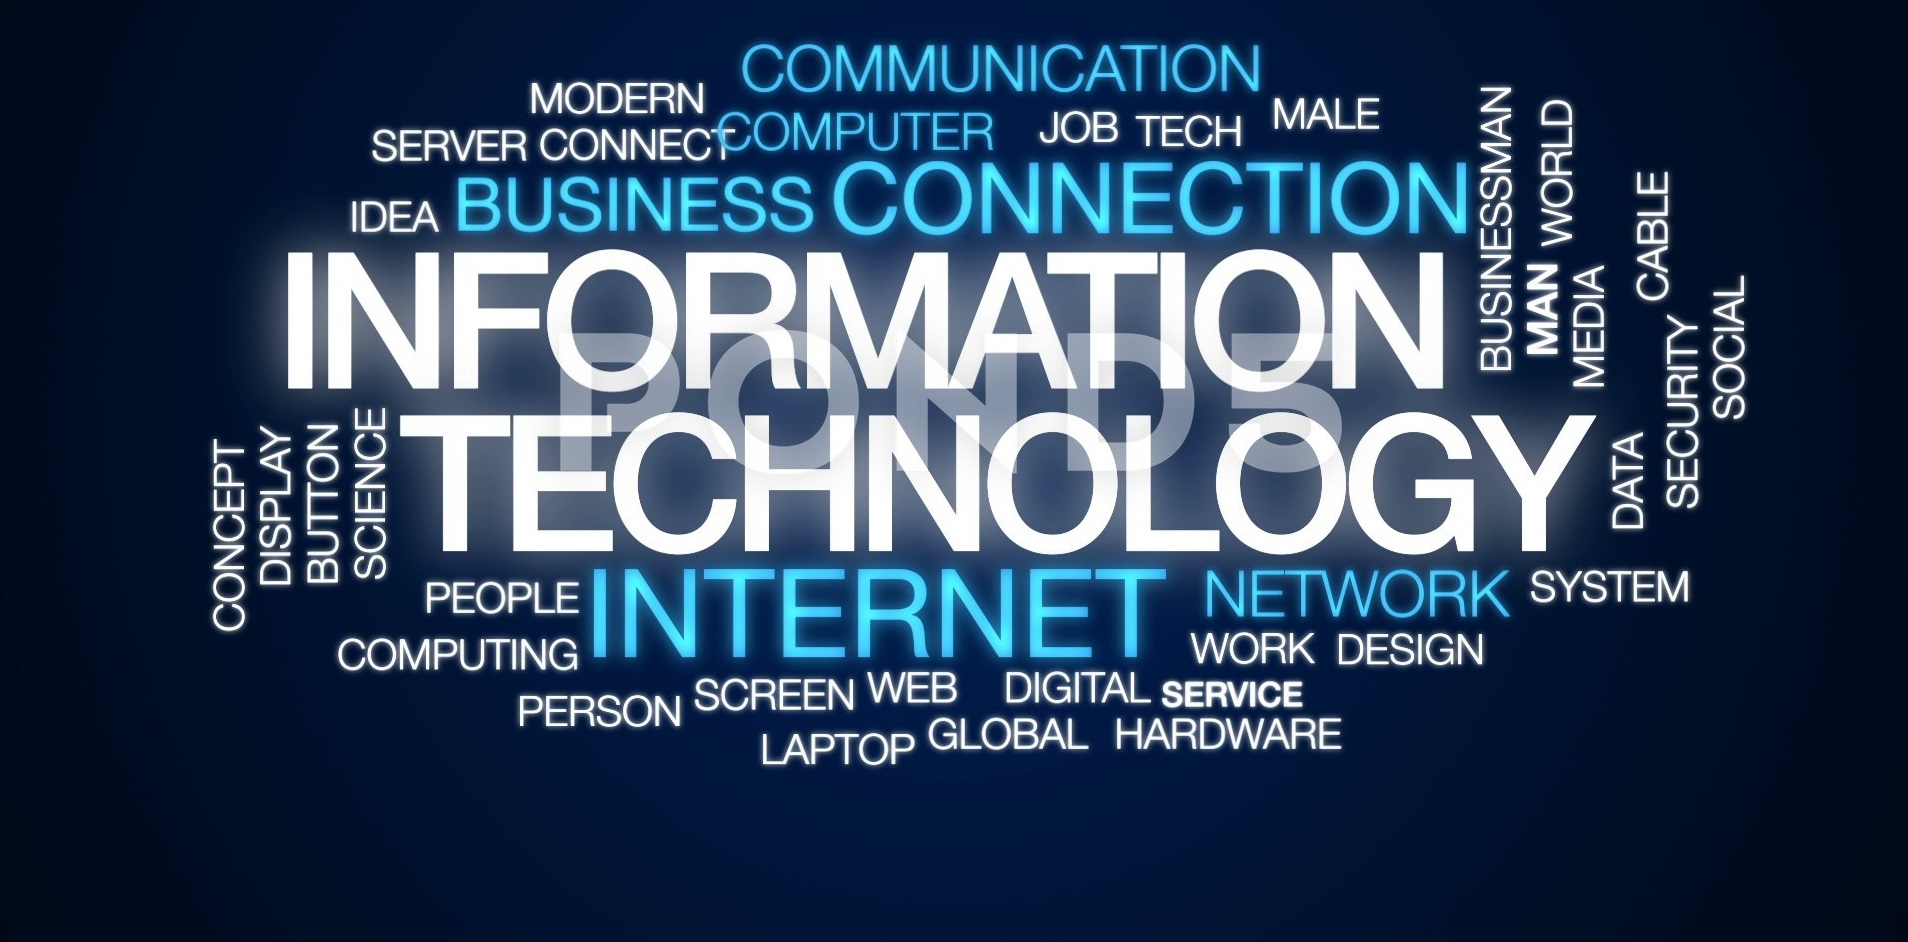 COMMUNICATION
MODERN
COMPUTER JOB TECH MALE
SERVER CONNECT
IDEA BUSINESS CONNECTION
BUSINESSMAN
MAN WORLD
MEDIA
CABLE
SECURITY
SOCIAL
INFORMATION
POND5
TECHNOLOGY
DATA
CONCEPT
DISPLAY
BUTTON
SCIENCE
PEOPLE INTERNET NETWORK SYSTEM
COMPUTING WORK DESIGN
PERSON SCREEN WEB DIGITAL SERVICE
LAPTOP GLOBAL HARDWARE